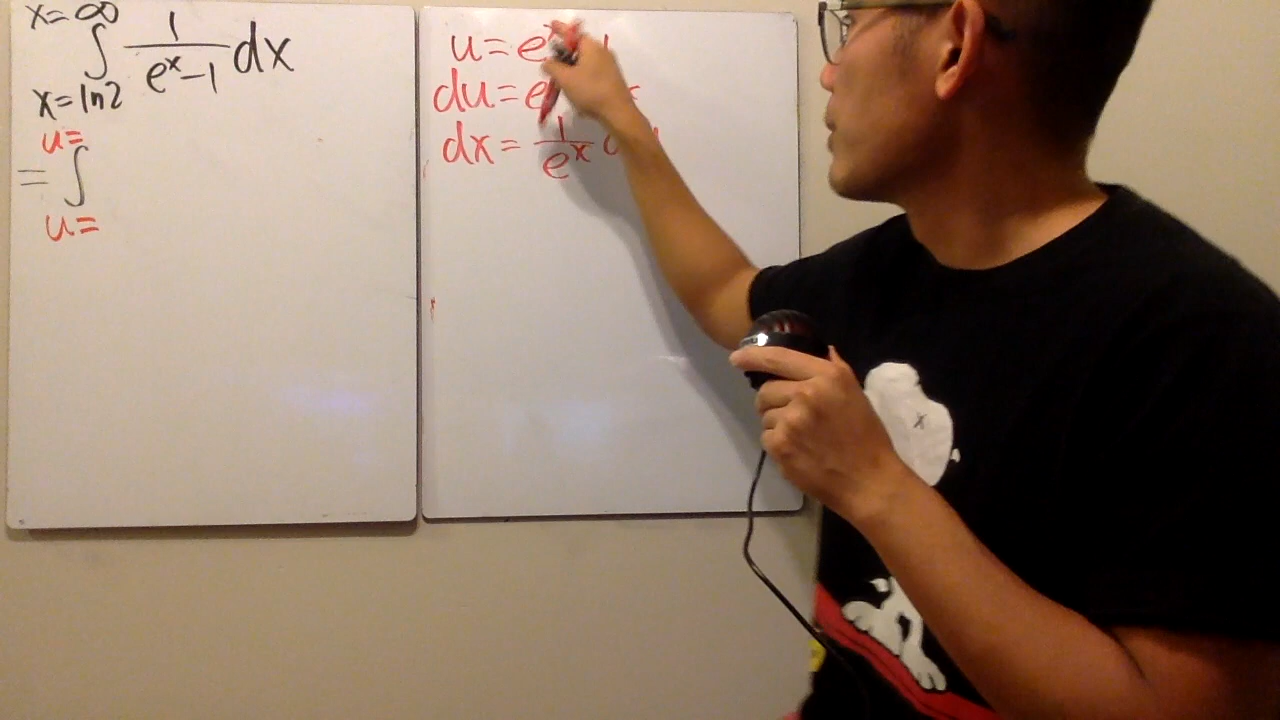 x=∞
∫ 1/(eˣ-1) dx
x=ln2
u=
= ∫
u=
u=e
du=e
dx= 1/eˣ